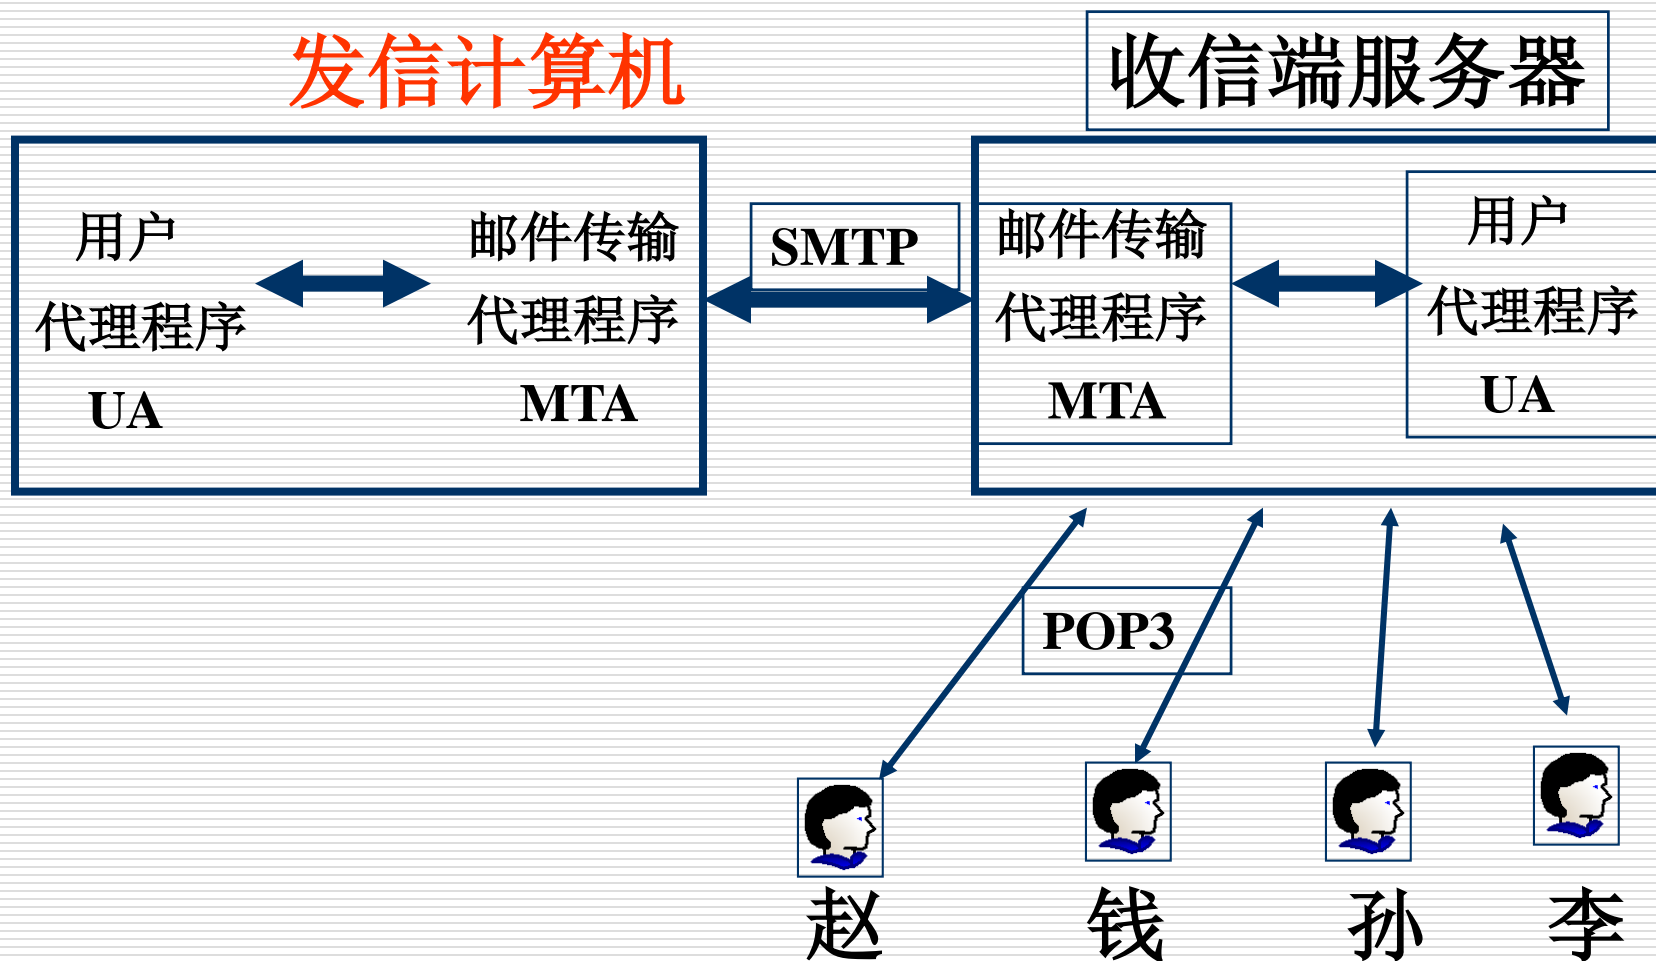 发信计算机
收信端服务器
用户
代理程序
UA
邮件传输
代理程序
MTA
SMTP
邮件传输
代理程序
MTA
用户
代理程序
UA
POP3
赵
钱
孙
李